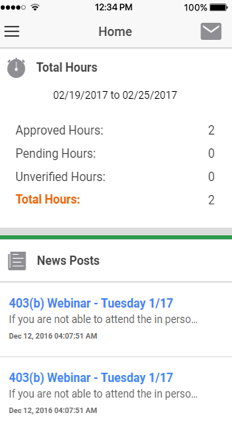 12:34 PM
100%
Home
Total Hours
02/19/2017 to 02/25/2017
Approved Hours: 2
Pending Hours: 0
Unverified Hours: 0
Total Hours: 2
News Posts
403(b) Webinar - Tuesday 1/17
If you are not able to attend the in perso...
Dec 12, 2016 04:07:51 AM
403(b) Webinar - Tuesday 1/17
If you are not able to attend the in perso...
Dec 12, 2016 04:07:51 AM